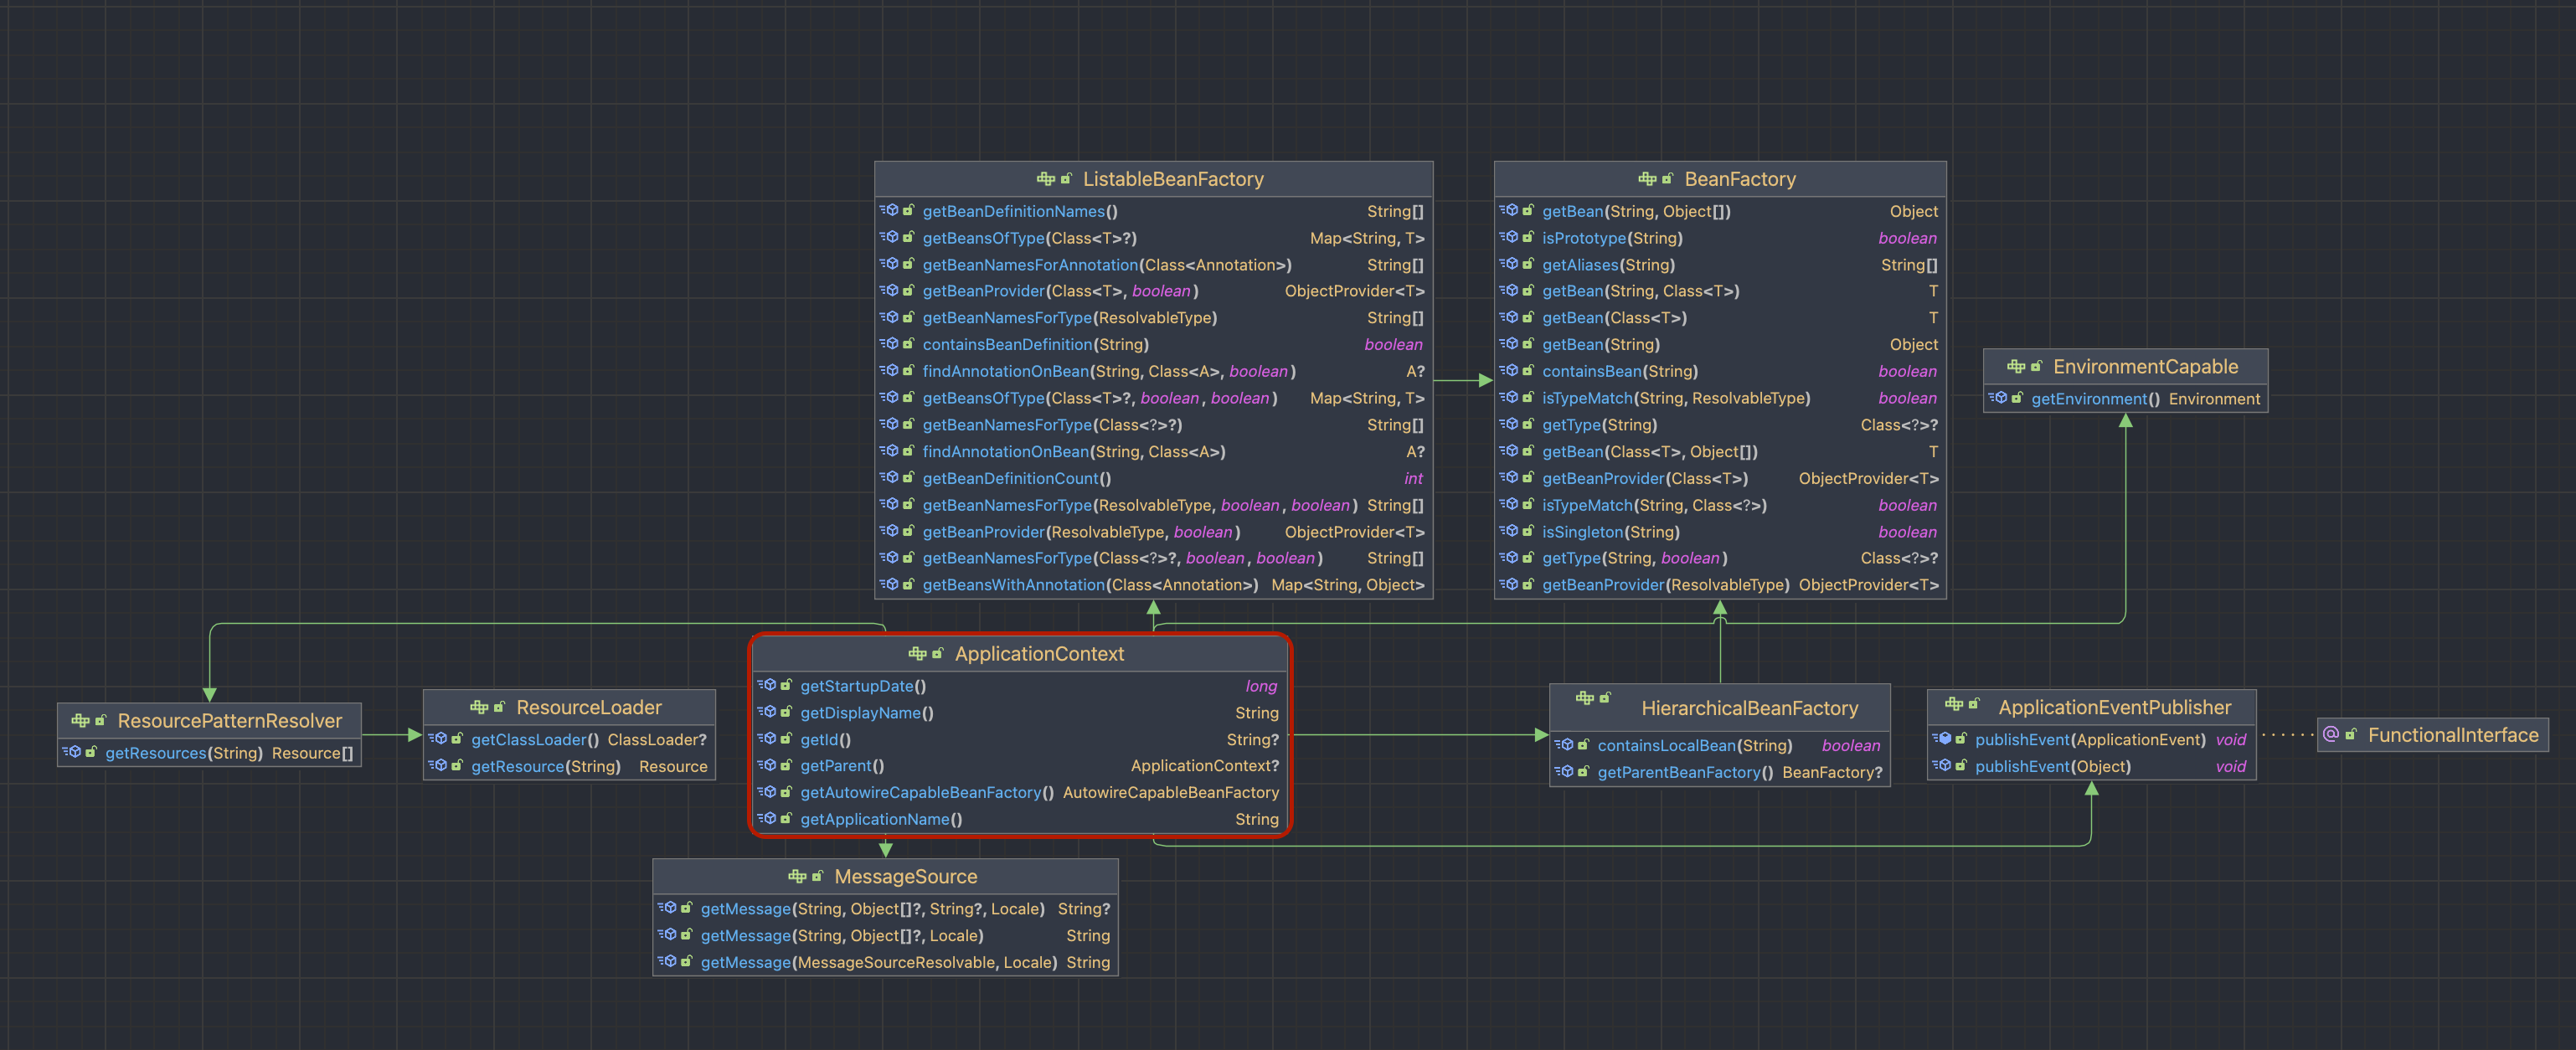 ListableBeanFactory
getBeanDefinitionNames() String[]
getBeansOfType(Class<T>?) Map<String, T>
getBeanNamesForAnnotation(Class<Annotation>) String[]
getBeanProvider(Class<T>, boolean) ObjectProvider<T>
getBeanNamesForType(ResolvableType) String[]
containsBeanDefinition(String) boolean
findAnnotationOnBean(String, Class<A>, boolean) A?
getBeansOfType(Class<T>?, boolean, boolean) Map<String, T>
getBeanNamesForType(Class<?>?) String[]
findAnnotationOnBean(String, Class<A>) A?
getBeanDefinitionCount() int
getBeanNamesForType(ResolvableType, boolean, boolean) String[]
getBeanProvider(ResolvableType, boolean) ObjectProvider<T>
getBeanNamesForType(Class<?>?, boolean, boolean) String[]
getBeansWithAnnotation(Class<Annotation>) Map<String, Object>
BeanFactory
getBean(String, Object[]) Object
isPrototype(String) boolean
getAliases(String) String[]
getBean(String, Class<T>) T
getBean(Class<T>) T
getBean(String) Object
containsBean(String) boolean
isTypeMatch(String, ResolvableType) boolean
getType(String) Class<?>?
getBean(Class<T>, Object[]) T
getBeanProvider(Class<T>) ObjectProvider<T>
isTypeMatch(String, Class<?>) boolean
isSingleton(String) boolean
getType(String, boolean) Class<?>?
getBeanProvider(ResolvableType) ObjectProvider<T>
EnvironmentCapable
getEnvironment() Environment
ResourcePatternResolver
getResources(String) Resource[]
ResourceLoader
getClassLoader() ClassLoader?
getResource(String) Resource
ApplicationContext
getStartupDate() long
getDisplayName() String
getId() String?
getParent() ApplicationContext?
getAutowireCapableBeanFactory() AutowireCapableBeanFactory
getApplicationName() String
HierarchicalBeanFactory
containsLocalBean(String) boolean
getParentBeanFactory() BeanFactory?
ApplicationEventPublisher
publishEvent(ApplicationEvent) void
publishEvent(Object) void
@ FunctionalInterface
MessageSource
getMessage(String, Object[]?, String?, Locale) String?
getMessage(String, Object[]?, Locale) String
getMessage(MessageSourceResolvable, Locale) String